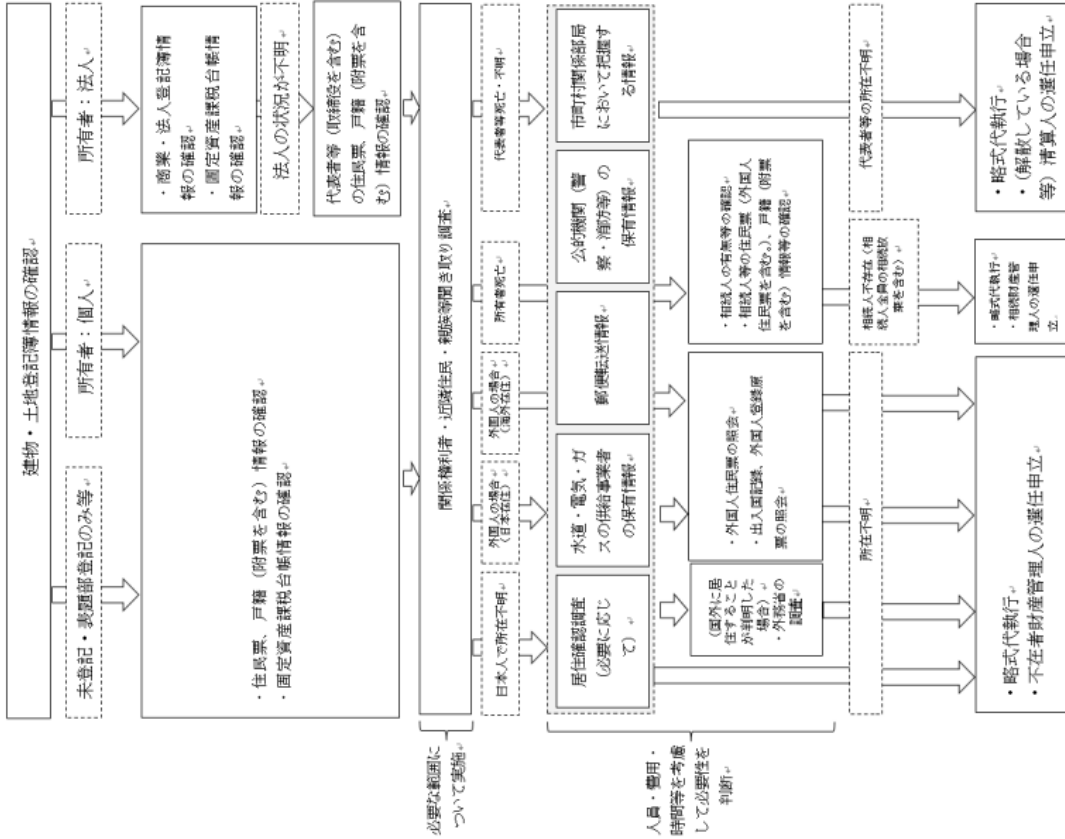 建物・土地登記簿情報の確認
未登記・表題部登記のみ等
所有者：個人
所有者：法人
・住民票、戸籍（附票を含む）情報の確認
・固定資産課税台帳情報の確認
・商業・法人登記簿情
報の確認
・固定資産課税台帳情
報の確認
法人の状況が不明
代表者等（取締役を含む）
の住民票、戸籍（附票を含
む）情報の確認
必要な範囲に
ついて実施
関係権利者・近隣住民・親族等聞き取り調査
日本人で所在不明
外国人の場合
（日本在住）
外国人の場合
（海外在住）
所有者死亡
代表者等死亡・不明
人員・費用・
時間等を考慮
して必要性を
判断
居住確認調査
（必要に応じ
て）
水道・電気・ガ
スの供給事業者
の保有情報
郵便転送情報
公的機関（警
察・消防等）の
保有情報
市町村関係部局
において把握す
る情報
（国外に居
住すること
が判明した
場合）
・外務省の
調査
・外国人住民票の照会
・出入国記録、外国人登録原
票の照会
・相続人の有無等の確認
・相続人等の住民票（外国人
住民票を含む。）、戸籍（附票
を含む）情報等の確認
所在不明
相続人不存在（相
続人全員の相続放
棄を含む）
代表者等の所在不明
・略式代執行
・不在者財産管理人の選任申立
・略式代執行
・相続財産管
理人の選任申
立
・略式代執行
・（解散している場合
等）清算人の選任申立